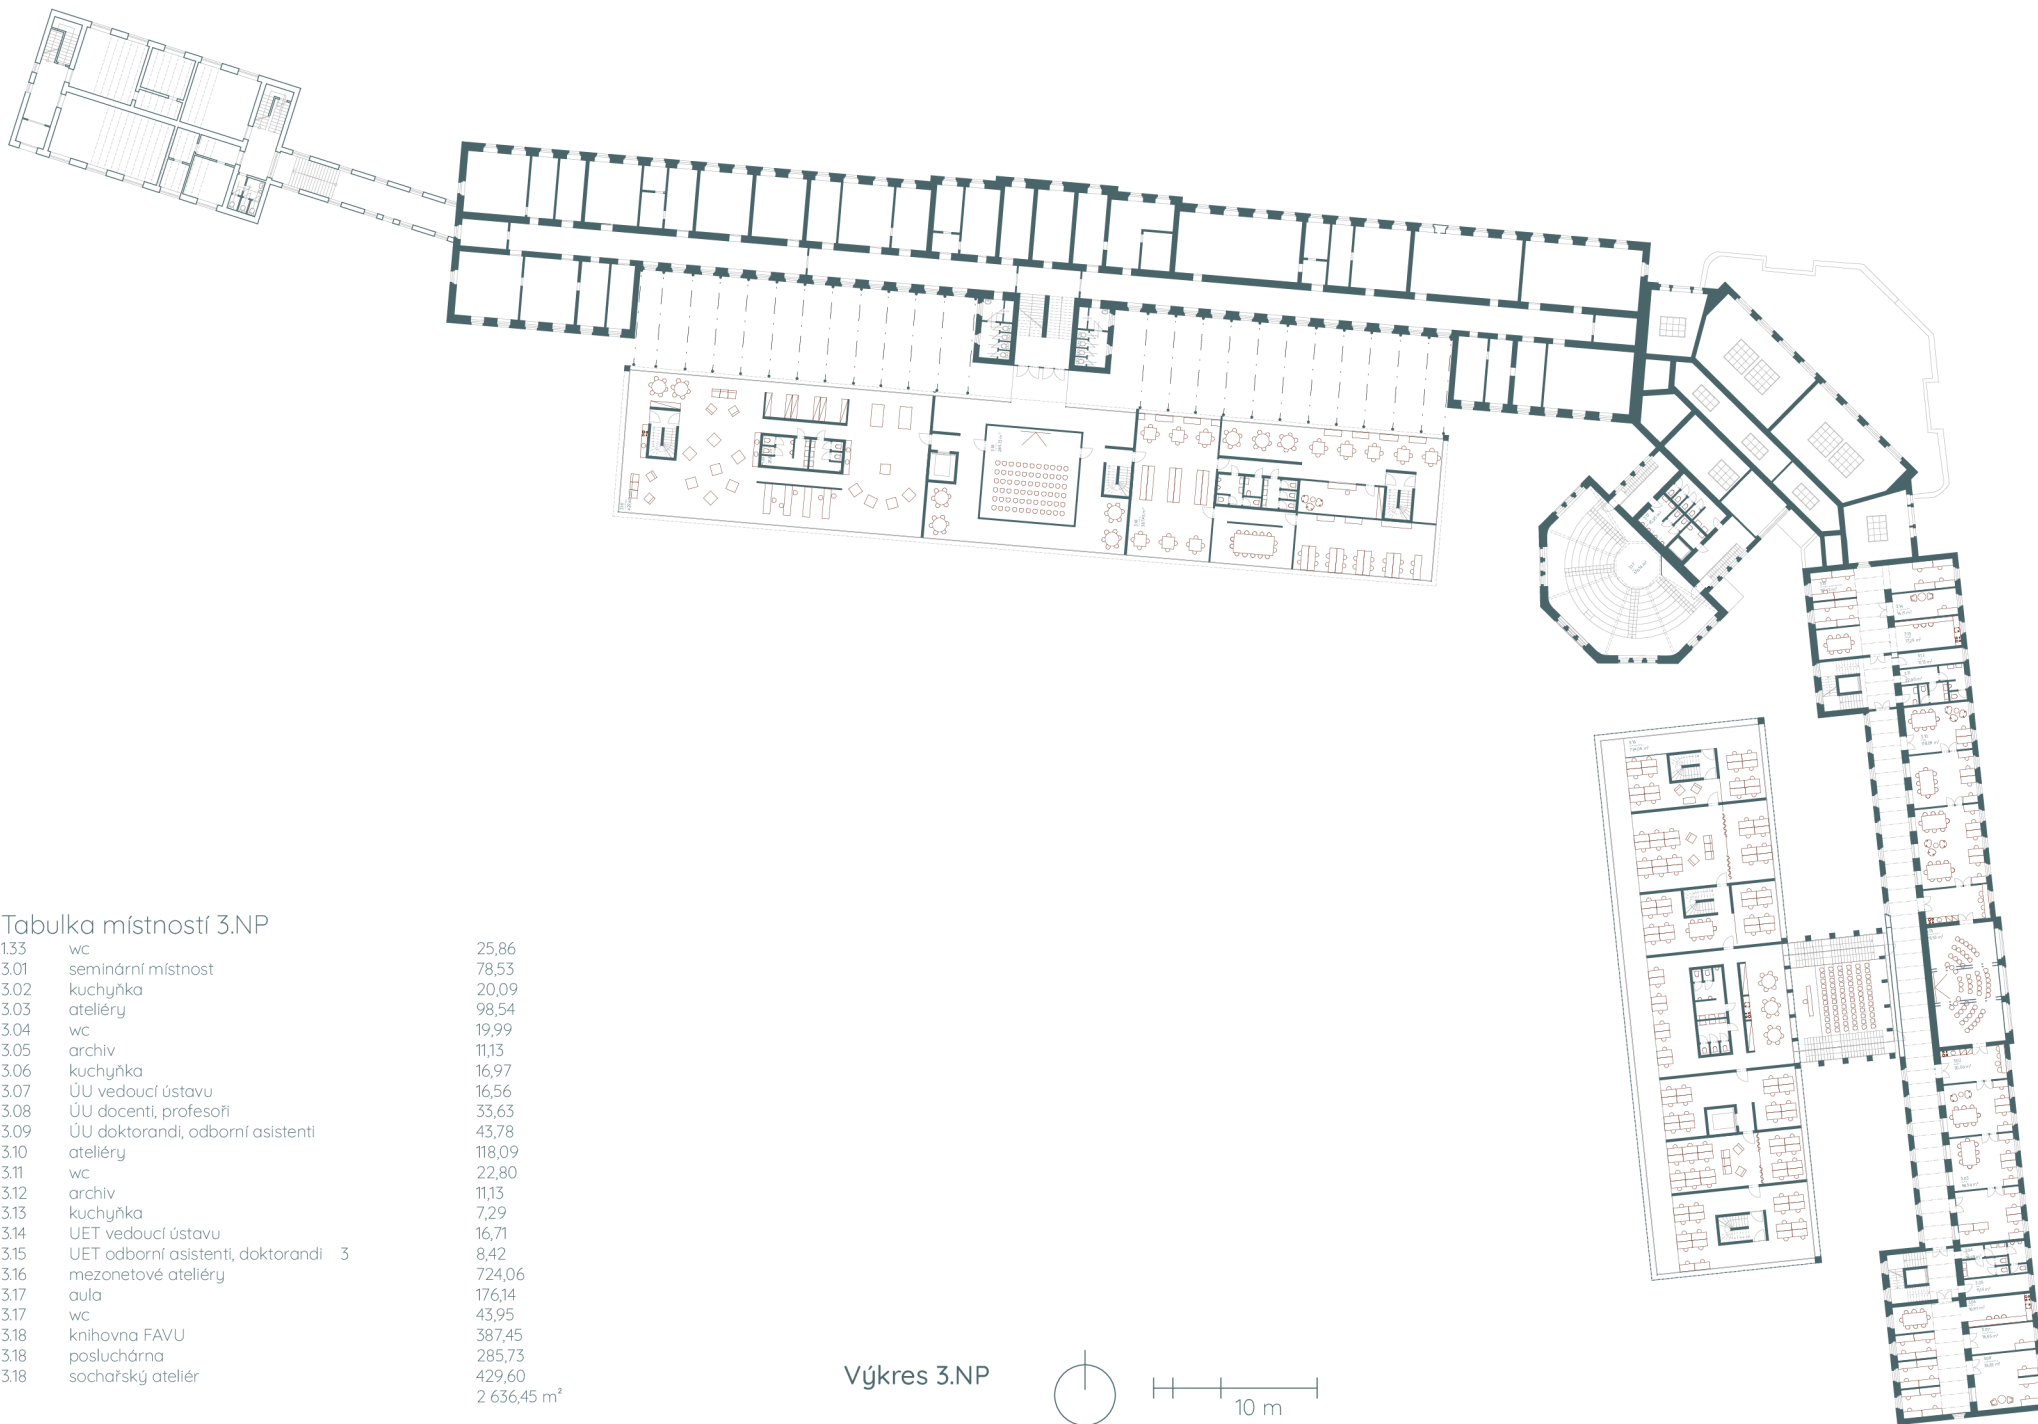 Tabulka místností 3.NP
1.33 wc 25,86
3.01 seminární místnost 78,53
3.02 kuchyňka 20,09
3.03 ateliéry 98,54
3.04 wc 19,99
3.05 archiv 11,13
3.06 kuchyňka 16,97
3.07 ÚU vedoucí ústavu 16,56
3.08 ÚU docenti, profesoři 33,63
3.09 ÚU doktorandi, odborní asistenti 43,78
3.10 ateliéry 118,09
3.11 wc 22,80
3.12 archiv 11,13
3.13 kuchyňka 7,29
3.14 UET vedoucí ústavu 16,71
3.15 UET odborní asistenti, doktorandi 3 8,42
3.16 mezonetové ateliéry 724,06
3.17 aula 176,14
3.17 wc 43,95
3.18 knihovna FAVU 387,45
3.18 posluchárna 285,73
3.18 sochařský ateliér 429,60
2 636,45 m²
Výkres 3.NP
10 m